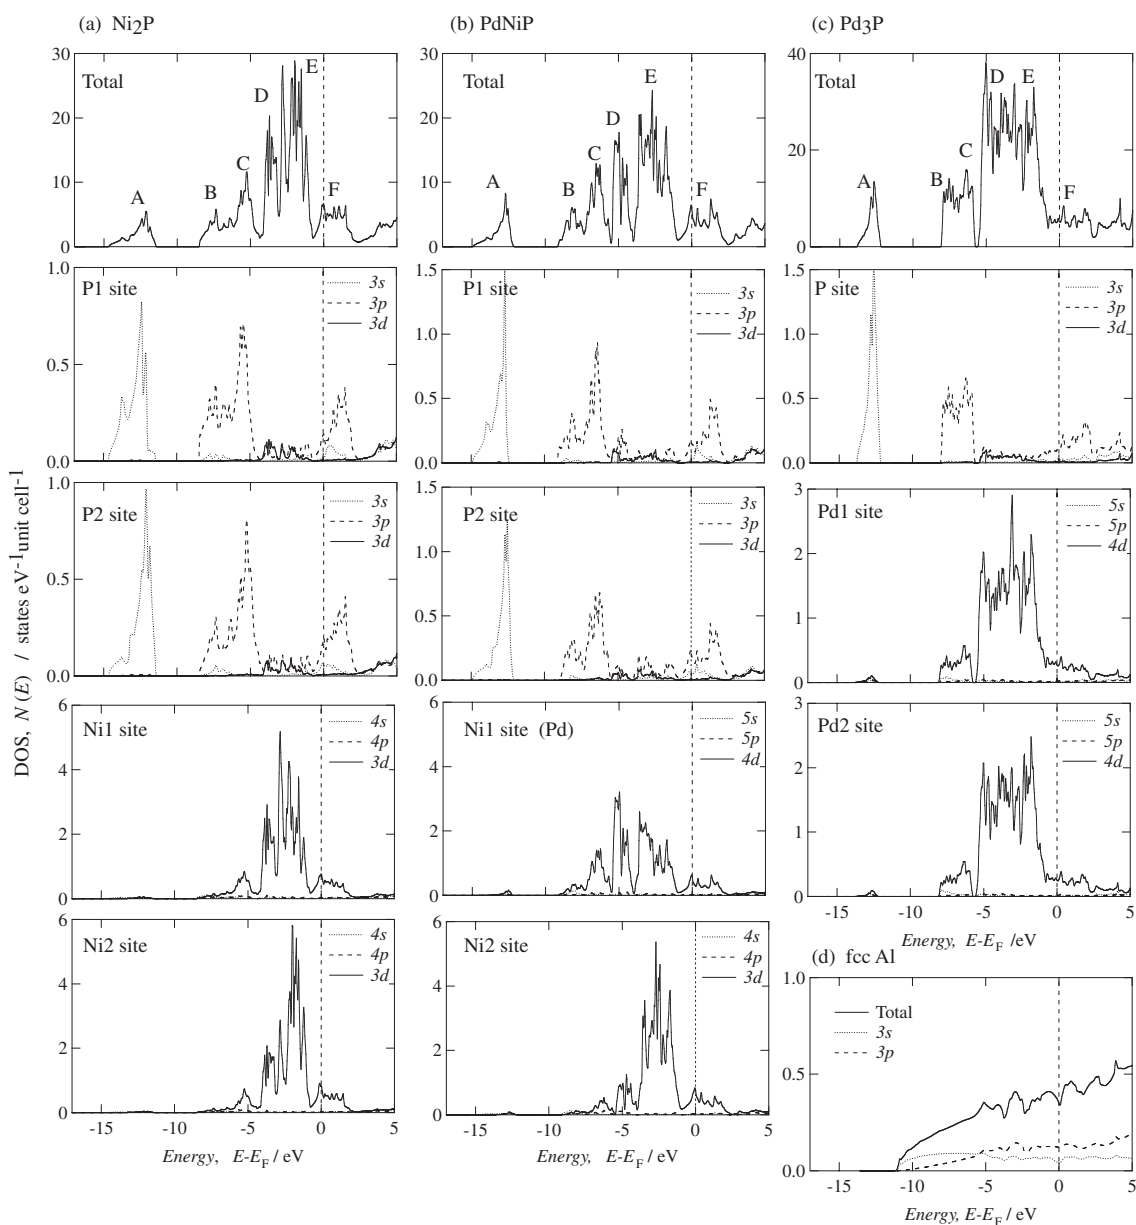 (a) Ni2P
Total
A
B
C
D
E
F
30
20
10
0
P1 site
3s
3p
3d
1.0
0.5
0.0
P2 site
3s
3p
3d
1.0
0.5
0.0
Ni1 site
4s
4p
3d
6
4
2
0
Ni2 site
4s
4p
3d
6
4
2
0
-15 -10 -5 0 5
Energy, E-EF / eV
DOS, N (E) / states eV-1unit cell-1
(b) PdNiP
Total
A
B
C
D
E
F
30
20
10
0
P1 site
3s
3p
3d
1.5
1.0
0.5
0.0
P2 site
3s
3p
3d
1.5
1.0
0.5
0.0
Ni1 site (Pd)
5s
5p
4d
6
4
2
0
Ni2 site
4s
4p
3d
6
4
2
0
-15 -10 -5 0 5
Energy, E-EF / eV
(c) Pd3P
Total
A
B
C
D
E
F
40
20
0
P site
3s
3p
3d
1.5
1.0
0.5
0.0
Pd1 site
5s
5p
4d
3
2
1
0
Pd2 site
5s
5p
4d
3
2
1
0
-15 -10 -5 0 5
Energy, E-EF /eV
(d) fcc Al
Total
3s
3p
1.0
0.5
0.0
-15 -10 -5 0 5
Energy, E-EF /eV